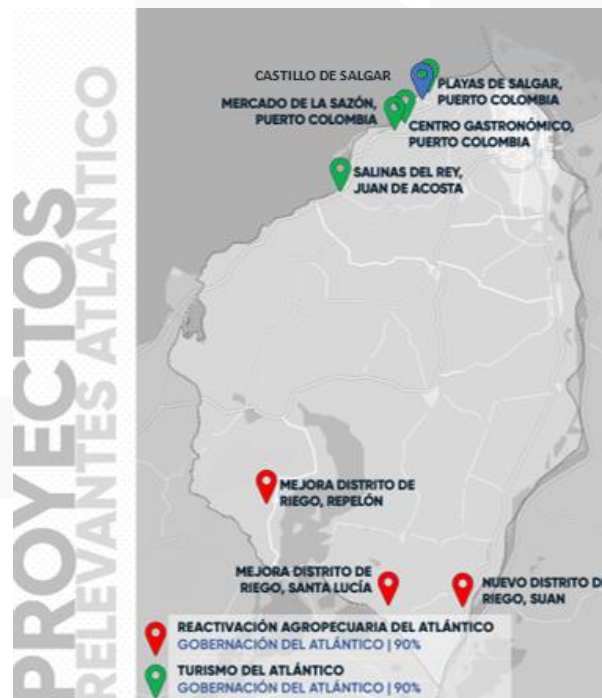 PROYECTOS
RELEVANTES ATLÁNTICO
CASTILLO DE SALGAR
PLAYAS DE SALGAR,
PUERTO COLOMBIA
MERCADO DE LA SAZÓN,
PUERTO COLOMBIA
CENTRO GASTRONÓMICO,
PUERTO COLOMBIA
SALINAS DEL REY,
JUAN DE ACOSTA
MEJORA DISTRITO DE
RIEGO, REPELÓN
MEJORA DISTRITO DE
RIEGO, SANTA LUCÍA
NUEVO DISTRITO DE
RIEGO, SUAN
REACTIVACIÓN AGROPECUARIA DEL ATLÁNTICO
GOBERNACIÓN DEL ATLÁNTICO | 90%
TURISMO DEL ATLÁNTICO
GOBERNACIÓN DEL ATLÁNTICO | 90%